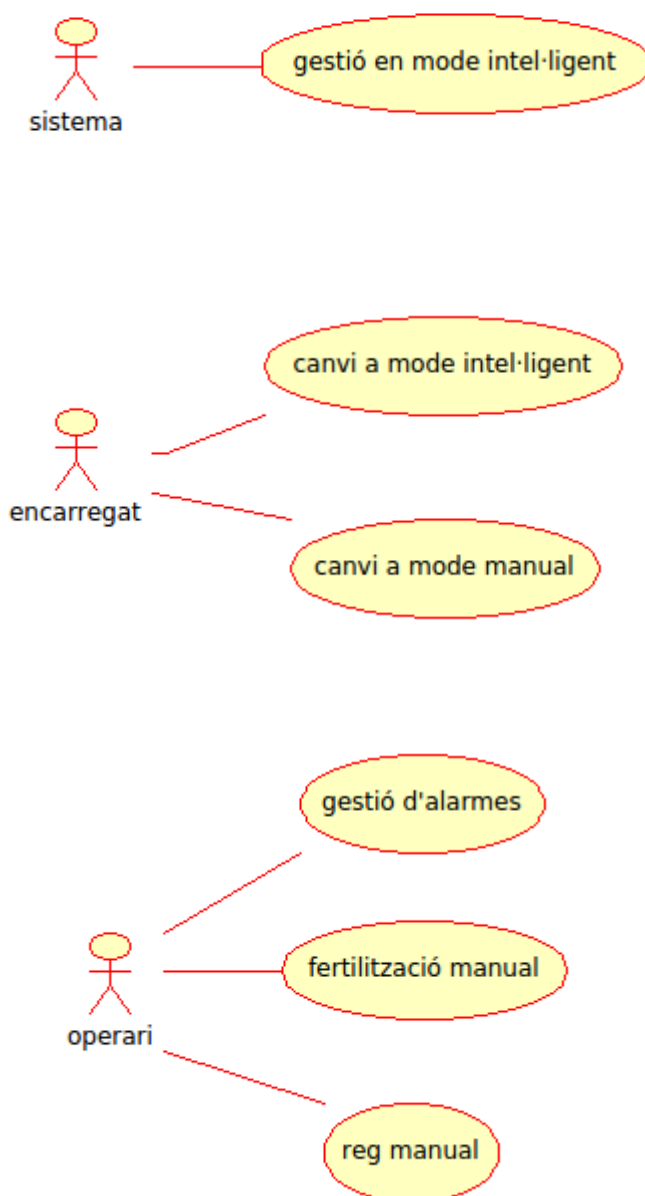 gestió en mode intel·ligent
sistema
canvi a mode intel·ligent
encarregat
canvi a mode manual
gestió d'alarmes
fertilització manual
operari
reg manual